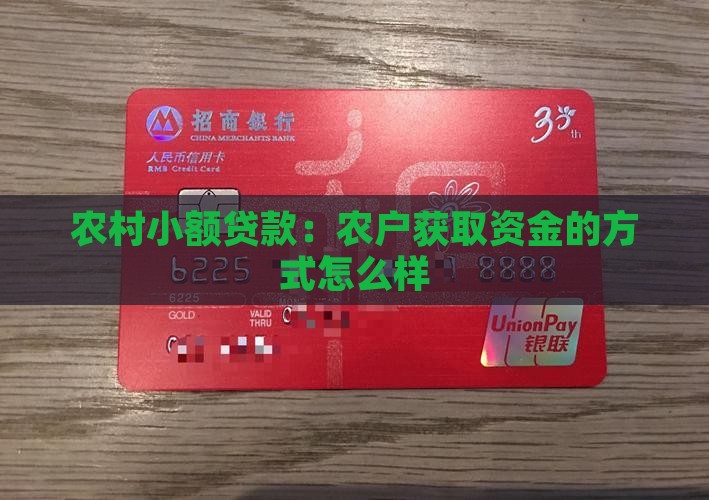 招商银行
CHINA MERCHANTS BANK
30th
人民币信用卡
RMB Credit Card
农村小额贷款：农户获取资金的方
式怎么样
6225 8888
6225
GOLD
VALID THRU
UnionPay
银联